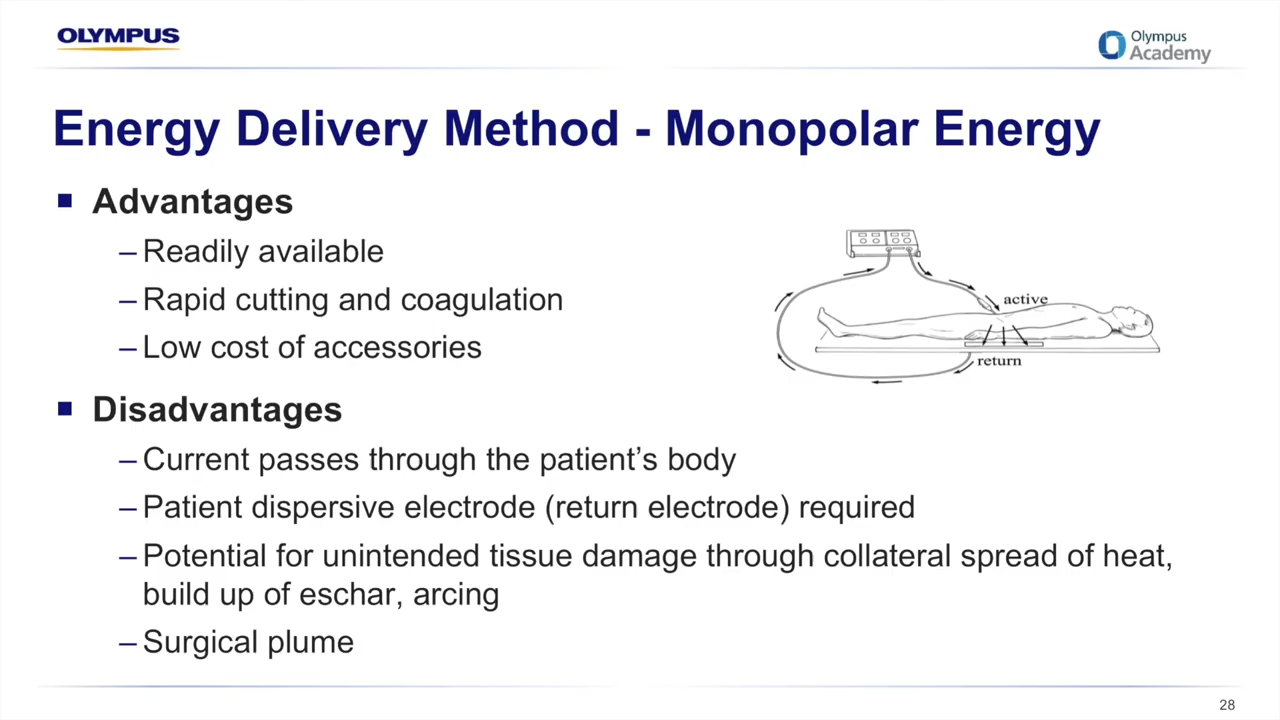 OLYMPUS
Olympus
Academy
Energy Delivery Method - Monopolar Energy
▪ Advantages
– Readily available
– Rapid cutting and coagulation
– Low cost of accessories
active
return
▪ Disadvantages
– Current passes through the patient’s body
– Patient dispersive electrode (return electrode) required
– Potential for unintended tissue damage through collateral spread of heat,
build up of eschar, arcing
– Surgical plume
28